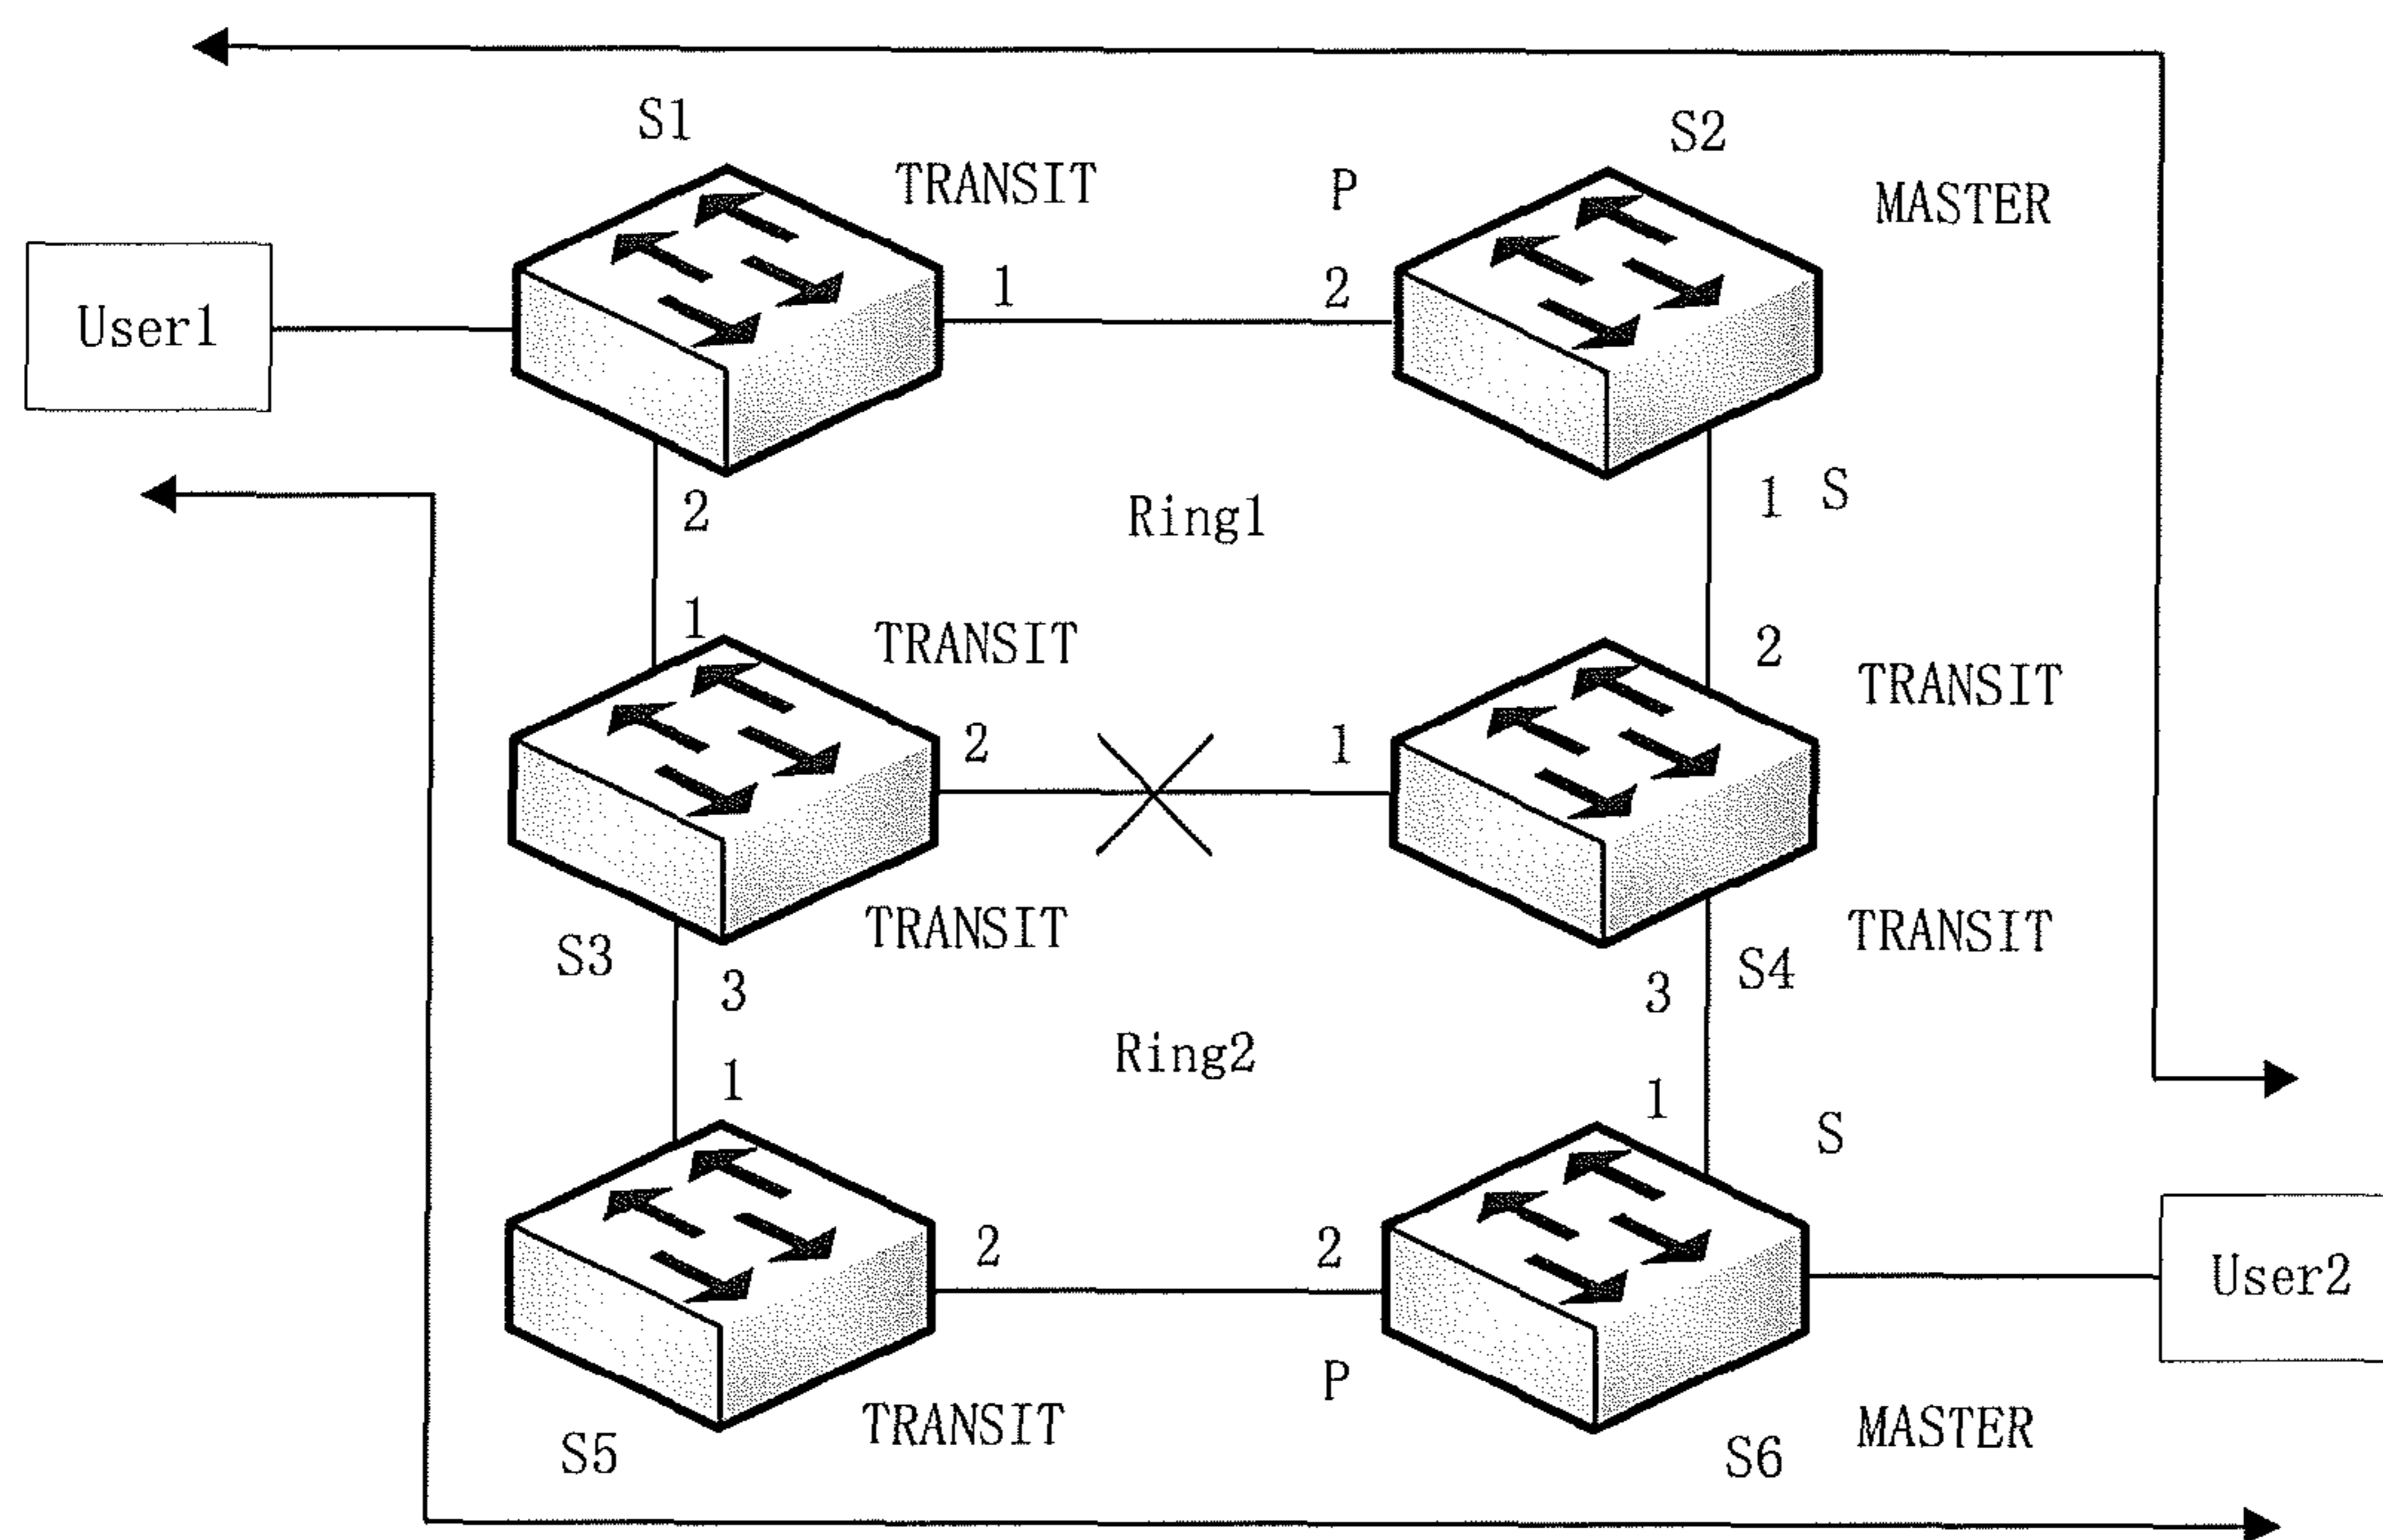 S1
S2
TRANSIT
P
MASTER
User1
1
2
2
Ring1
1 S
1
TRANSIT
2
TRANSIT
2
1
S3
TRANSIT
TRANSIT
3
3
S4
Ring2
1
1
S
2
2
User2
P
TRANSIT
MASTER
S5
S6